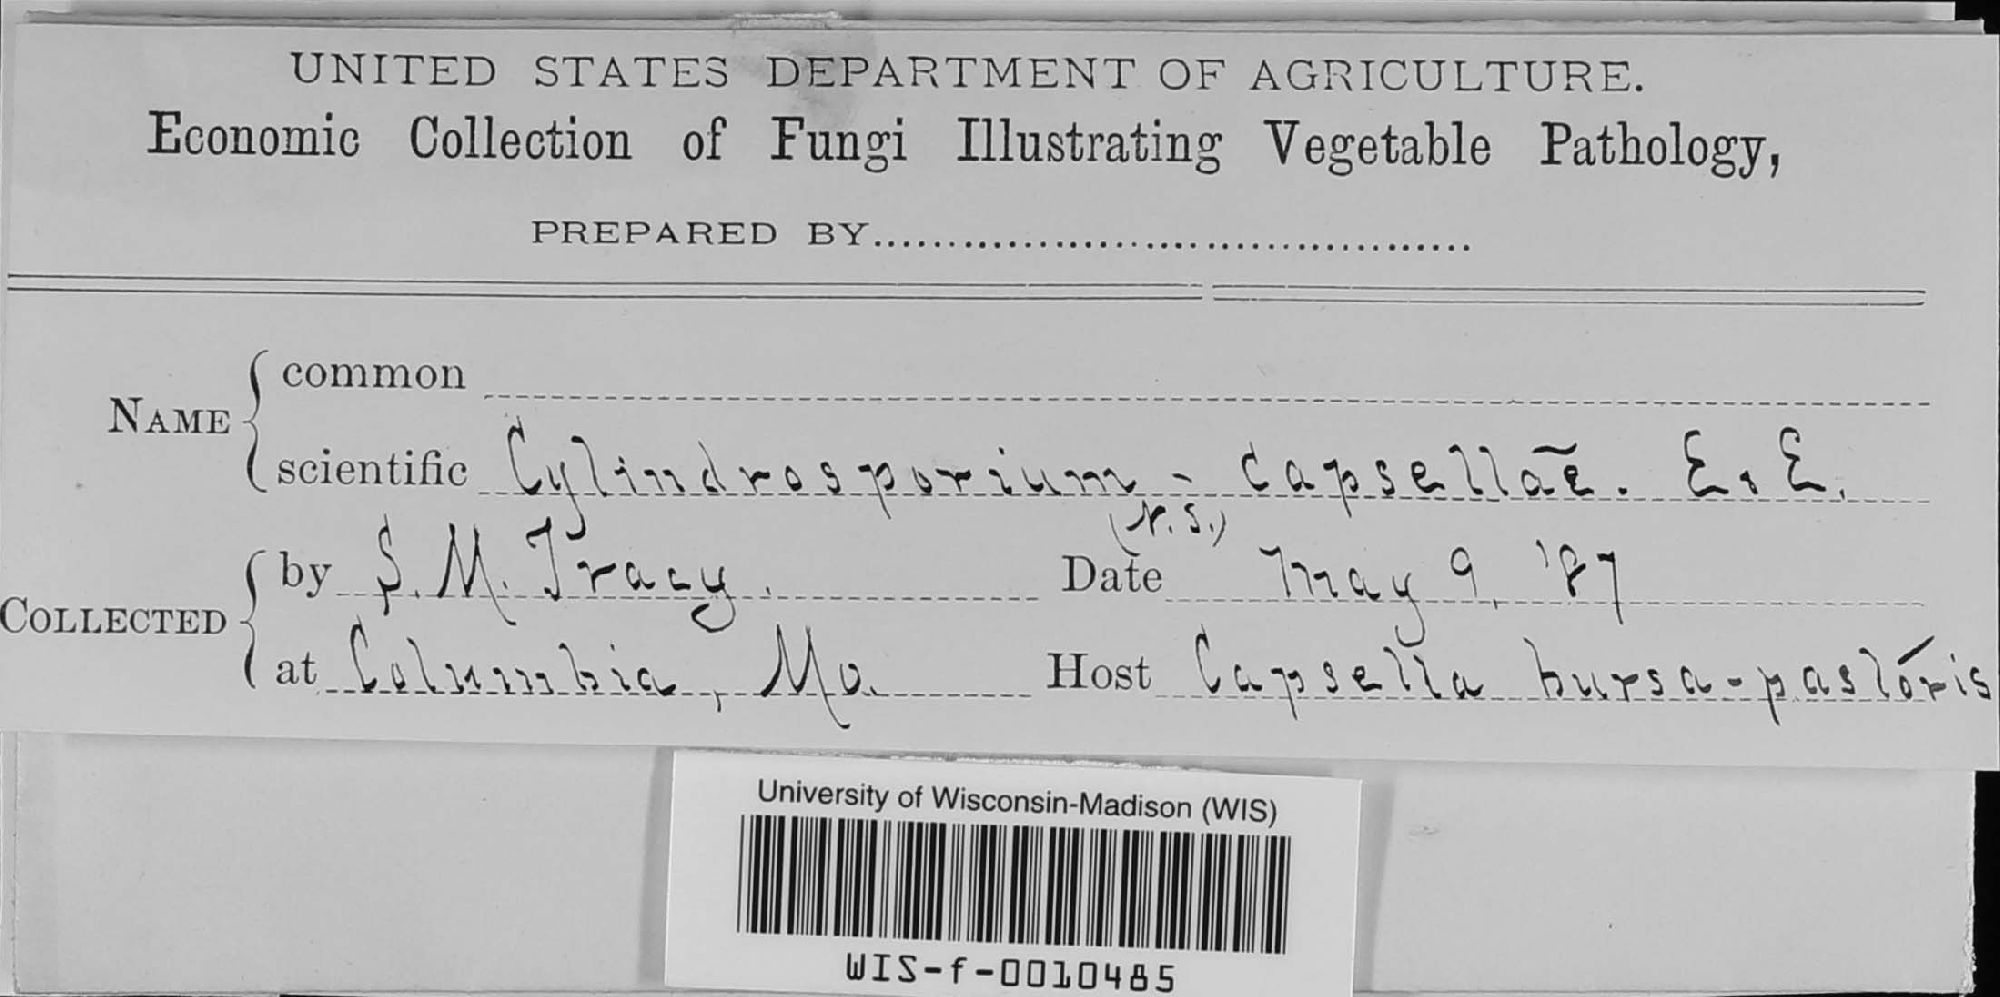 UNITED STATES DEPARTMENT OF AGRICULTURE.
Economic Collection of Fungi Illustrating Vegetable Pathology,
PREPARED BY
NAME
common
scientific Cylindrosporium - Capsellae. E. E.
(N.S.)
COLLECTED
by S. M. Tracy. Date May 9, '87
at Columbia, Mo. Host Capsella bursa-pastoris
University of Wisconsin-Madison (WIS)
WIS-f-0010485